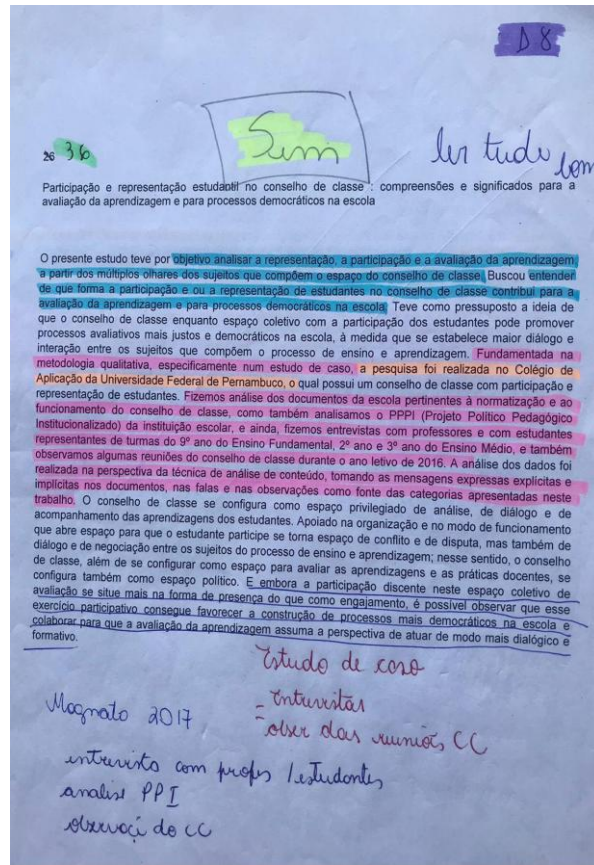 D 8
Sim
ler tudo bem
26 36
Participação e representação estudantil no conselho de classe : compreensões e significados para a
avaliação da aprendizagem e para processos democráticos na escola
O presente estudo teve por objetivo analisar a representação, a participação e a avaliação da aprendizagem,
a partir dos múltiplos olhares dos sujeitos que compõem o espaço do conselho de classe. Buscou entender
de que forma a participação e ou a representação de estudantes no conselho de classe contribui para a
avaliação da aprendizagem e para processos democráticos na escola. Teve como pressuposto a ideia de
que o conselho de classe enquanto espaço coletivo com a participação dos estudantes pode promover
processos avaliativos mais justos e democráticos na escola, à medida que se estabelece maior diálogo e
interação entre os sujeitos que compõem o processo de ensino e aprendizagem. Fundamentada na
metodologia qualitativa, especificamente num estudo de caso, a pesquisa foi realizada no Colégio de
Aplicação da Universidade Federal de Pernambuco, o qual possui um conselho de classe com participação e
representação de estudantes. Fizemos análise dos documentos da escola pertinentes à normatização e ao
funcionamento do conselho de classe, como também analisamos o PPPI (Projeto Político Pedagógico
Institucionalizado) da instituição escolar, e ainda, fizemos entrevistas com professores e com estudantes
representantes de turmas do 9º ano do Ensino Fundamental, 2º ano e 3º ano do Ensino Médio, e também
observamos algumas reuniões do conselho de classe durante o ano letivo de 2016. A análise dos dados foi
realizada na perspectiva da técnica de análise de conteúdo, tomando as mensagens expressas explícitas e
implícitas nos documentos, nas falas e nas observações como fonte das categorias apresentadas neste
trabalho. O conselho de classe se configura como espaço privilegiado de análise, de diálogo e de
acompanhamento das aprendizagens dos estudantes. Apoiado na organização e no modo de funcionamento
que abre espaço para que o estudante participe se torna espaço de conflito e de disputa, mas também de
diálogo e de negociação entre os sujeitos do processo de ensino e aprendizagem; nesse sentido, o conselho
de classe, além de se configurar como espaço para avaliar as aprendizagens e as práticas docentes, se
configura também como espaço político. E embora a participação discente neste espaço coletivo de
avaliação se situe mais na forma de presença do que como engajamento, é possível observar que esse
exercício participativo consegue favorecer a construção de processos mais democráticos na escola e
colaborar para que a avaliação da aprendizagem assuma a perspectiva de atuar de modo mais dialógico e
formativo.
Estudo de caso
- Entrevistas
- obser das reuniões CC
2017
entrevista com profes / estudantes
analise PPI
do CC